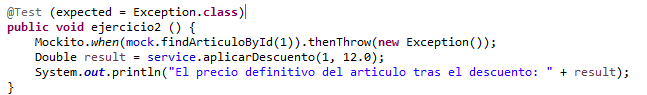 @Test (expected = Exception.class)
public void ejercicio2 () {
Mockito.when(mock.findArticuloById(1)).thenThrow(new Exception());
Double result = service.aplicarDescuento(1, 12.0);
System.out.println("El precio definitivo del articulo tras el descuento: " + result);
}